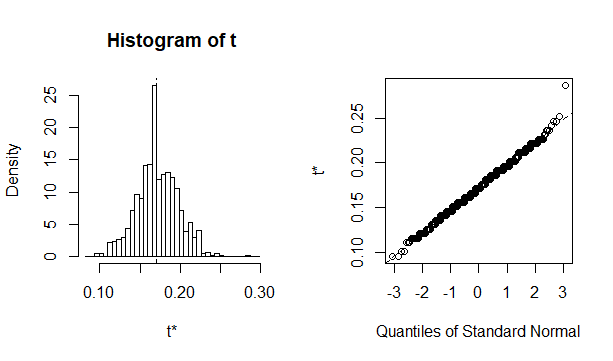 Histogram of t
Density
0 5 10 15 20 25
0.10 0.20 0.30
t*
t*
0.10 0.15 0.20 0.25
-3 -2 -1 0 1 2 3
Quantiles of Standard Normal